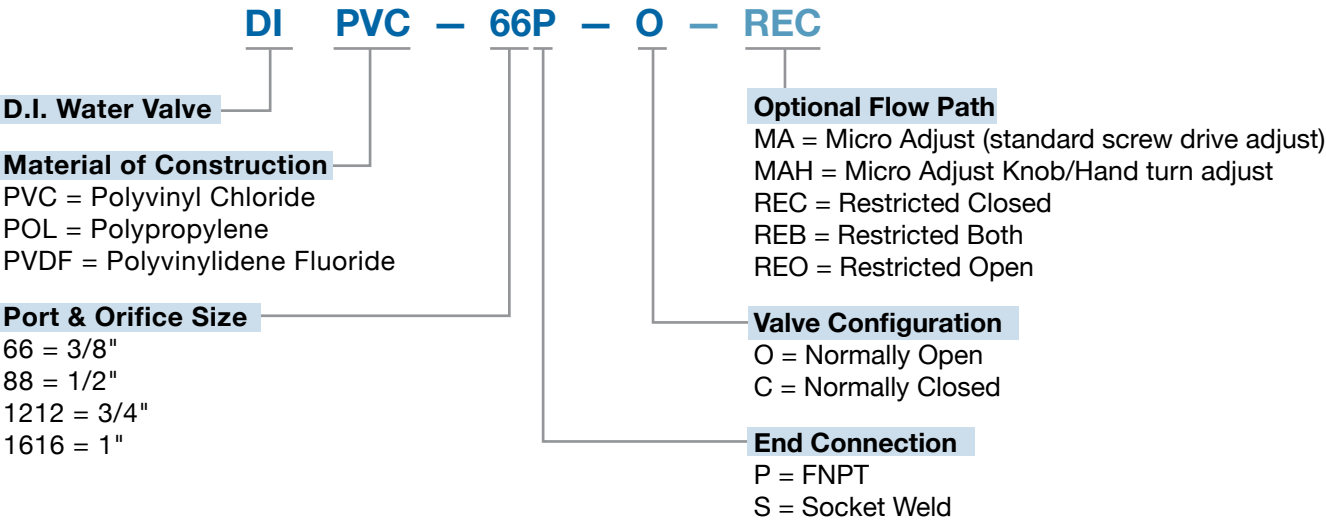 DI PVC – 66P – O – REC
D.I. Water Valve
Material of Construction
PVC = Polyvinyl Chloride
POL = Polypropylene
PVDF = Polyvinylidene Fluoride
Port & Orifice Size
66 = 3/8"
88 = 1/2"
1212 = 3/4"
1616 = 1"
Optional Flow Path
MA = Micro Adjust (standard screw drive adjust)
MAH = Micro Adjust Knob/Hand turn adjust
REC = Restricted Closed
REB = Restricted Both
REO = Restricted Open
Valve Configuration
O = Normally Open
C = Normally Closed
End Connection
P = FNPT
S = Socket Weld